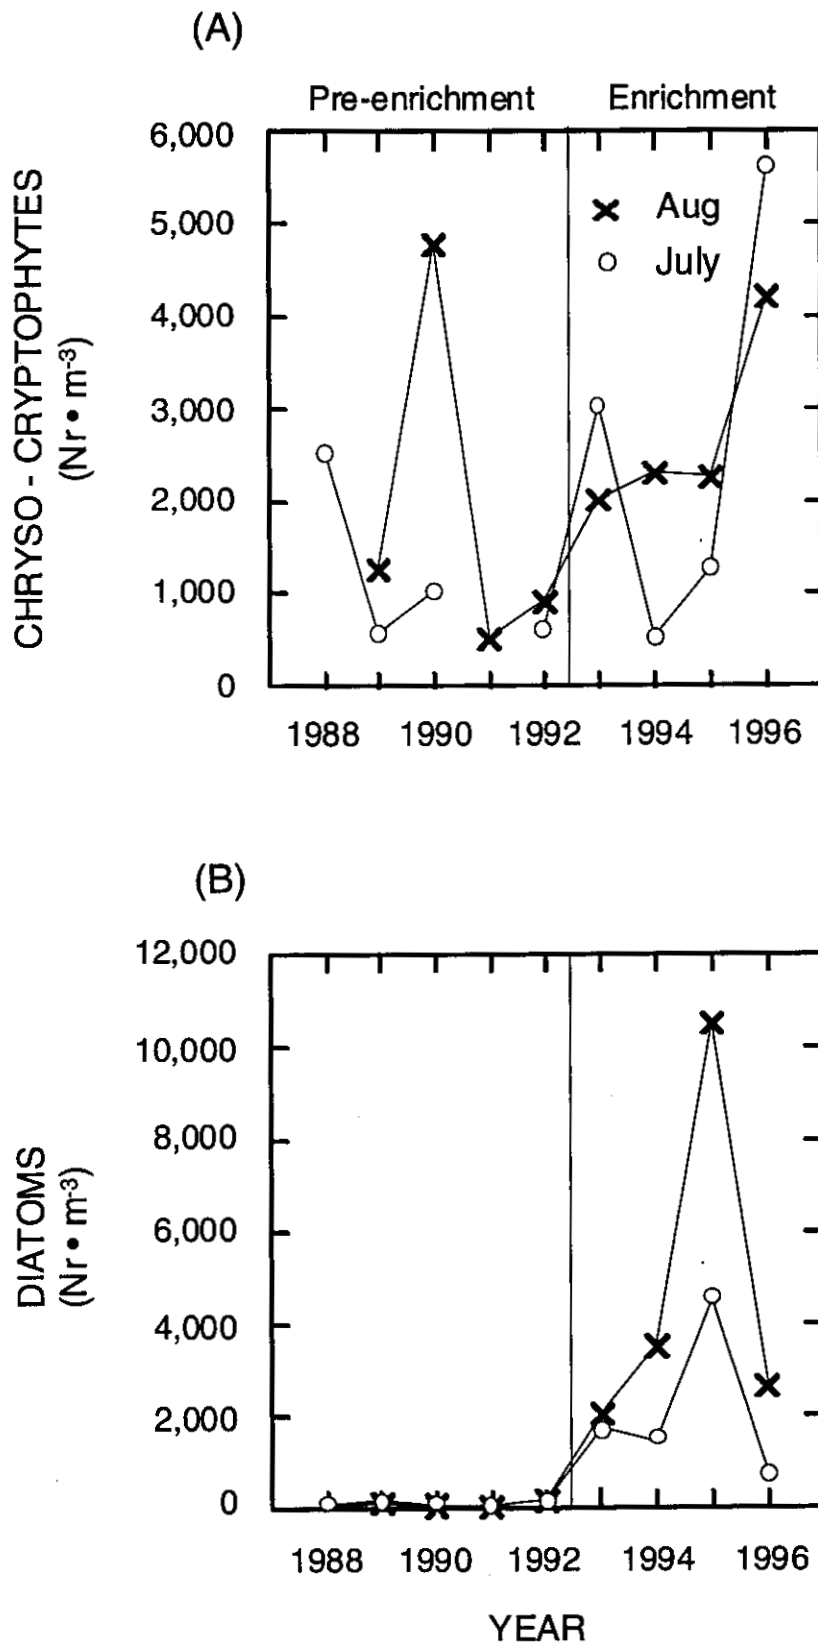 (A)
Pre-enrichment Enrichment
CHRYSO - CRYPTOPHYTES
(Nr • m-3)
6,000
5,000
4,000
3,000
2,000
1,000
0
Aug
July
1988 1990 1992 1994 1996
(B)
DIATOMS
(Nr • m-3)
12,000
10,000
8,000
6,000
4,000
2,000
0
1988 1990 1992 1994 1996
YEAR